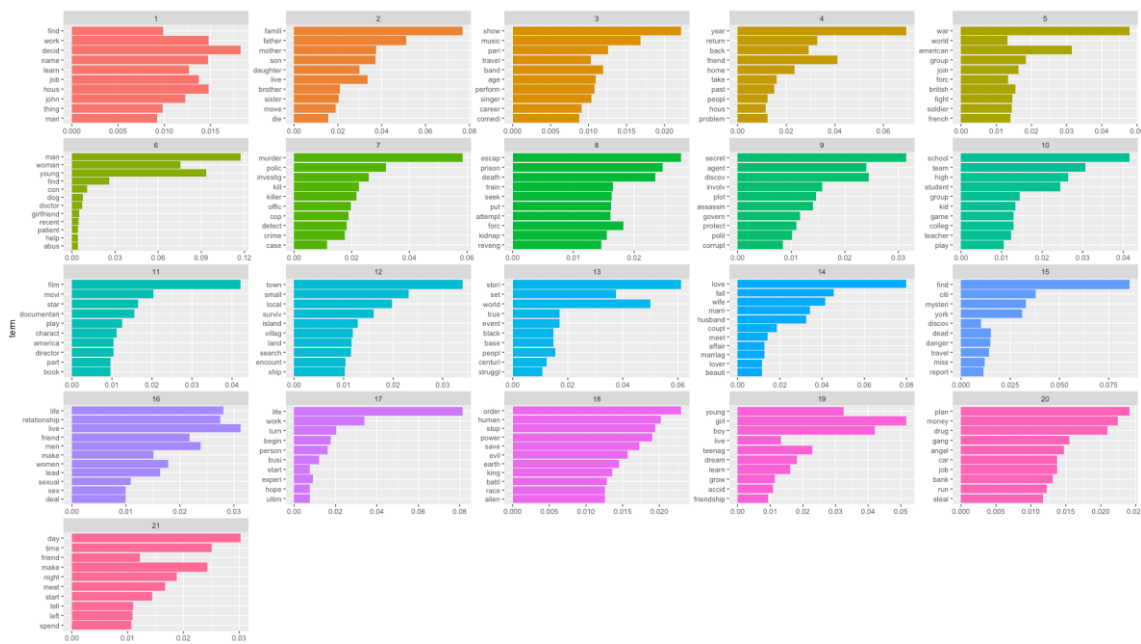 1
find
work
decid
name
learn
job
hous
john
thing
mari
0.000 0.005 0.010 0.015
2
famili
father
mother
son
daughter
live
brother
sister
move
die
0.00 0.02 0.04 0.06 0.08
3
show
music
pari
travel
band
age
perform
singer
career
comedi
0.000 0.005 0.010 0.015 0.020
4
year
return
back
friend
home
take
past
peopl
hous
problem
0.00 0.02 0.04 0.06
5
war
world
american
group
join
forc
british
fight
soldier
french
0.00 0.01 0.02 0.03 0.04 0.05
6
man
woman
young
find
con
dog
doctor
girlfriend
recent
patient
help
abus
0.00 0.03 0.06 0.09 0.12
7
murder
polic
investig
kill
killer
offic
cop
detect
crime
case
0.00 0.02 0.04 0.06
8
escap
prison
death
train
seek
put
attempt
forc
kidnap
reveng
0.00 0.01 0.02
9
secret
agent
discov
involv
plot
assassin
govern
protect
polit
corrupt
0.00 0.01 0.02 0.03
10
school
team
high
student
group
kid
game
colleg
teacher
play
0.00 0.01 0.02 0.03 0.04
term
11
film
movi
star
documentari
play
charact
america
director
part
book
0.00 0.01 0.02 0.03 0.04
12
town
small
local
surviv
island
villag
land
search
encount
ship
0.00 0.01 0.02 0.03
13
stori
set
world
true
event
black
base
peopl
centuri
struggl
0.00 0.02 0.04 0.06
14
love
fall
wife
marri
husband
coupl
meet
affair
marriag
lover
beauti
0.00 0.02 0.04 0.06 0.08
15
find
citi
mysteri
york
discov
dead
danger
travel
miss
report
0.000 0.025 0.050 0.075
16
life
relationship
live
friend
men
make
women
lead
sexual
sex
deal
0.00 0.01 0.02 0.03
17
life
work
turn
begin
person
busi
start
experi
hope
ultim
0.00 0.02 0.04 0.06 0.08
18
order
human
stop
power
save
evil
earth
king
battl
race
alien
0.000 0.005 0.010 0.015 0.020
19
young
girl
boy
live
teenag
dream
learn
grow
accid
friendship
0.00 0.01 0.02 0.03 0.04 0.05
20
plan
money
drug
gang
angel
car
job
bank
run
steal
0.000 0.005 0.010 0.015 0.020 0.02
21
day
time
friend
make
night
meet
start
tell
left
spend
0.00 0.01 0.02 0.03